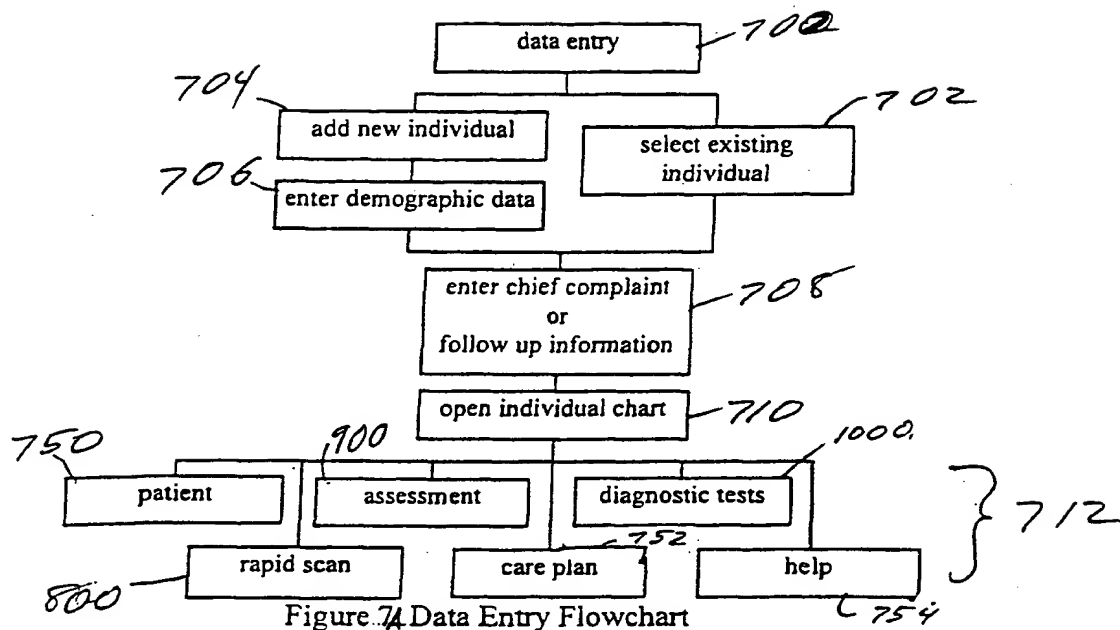 data entry
700
704
702
add new individual
select existing
individual
706
enter demographic data
enter chief complaint
or
follow up information
708
open individual chart
710
750
900
1000
patient
assessment
diagnostic tests
712
rapid scan
care plan
752
help
800
754
Figure 7A Data Entry Flowchart